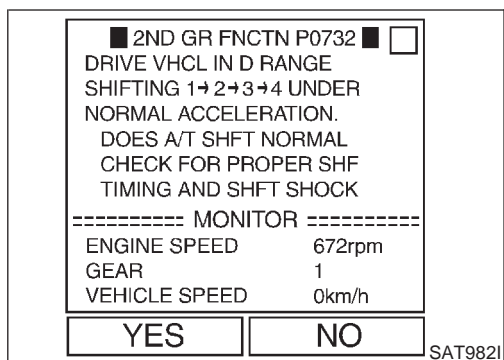 2ND GR FNCTN P0732
DRIVE VHCL IN D RANGE
SHIFTING 1→2→3→4 UNDER
NORMAL ACCELERATION.
DOES A/T SHFT NORMAL
CHECK FOR PROPER SHF
TIMING AND SHFT SHOCK
========== MONITOR ==========
ENGINE SPEED 672rpm
GEAR 1
VEHICLE SPEED 0km/h
YES NO
SAT982I